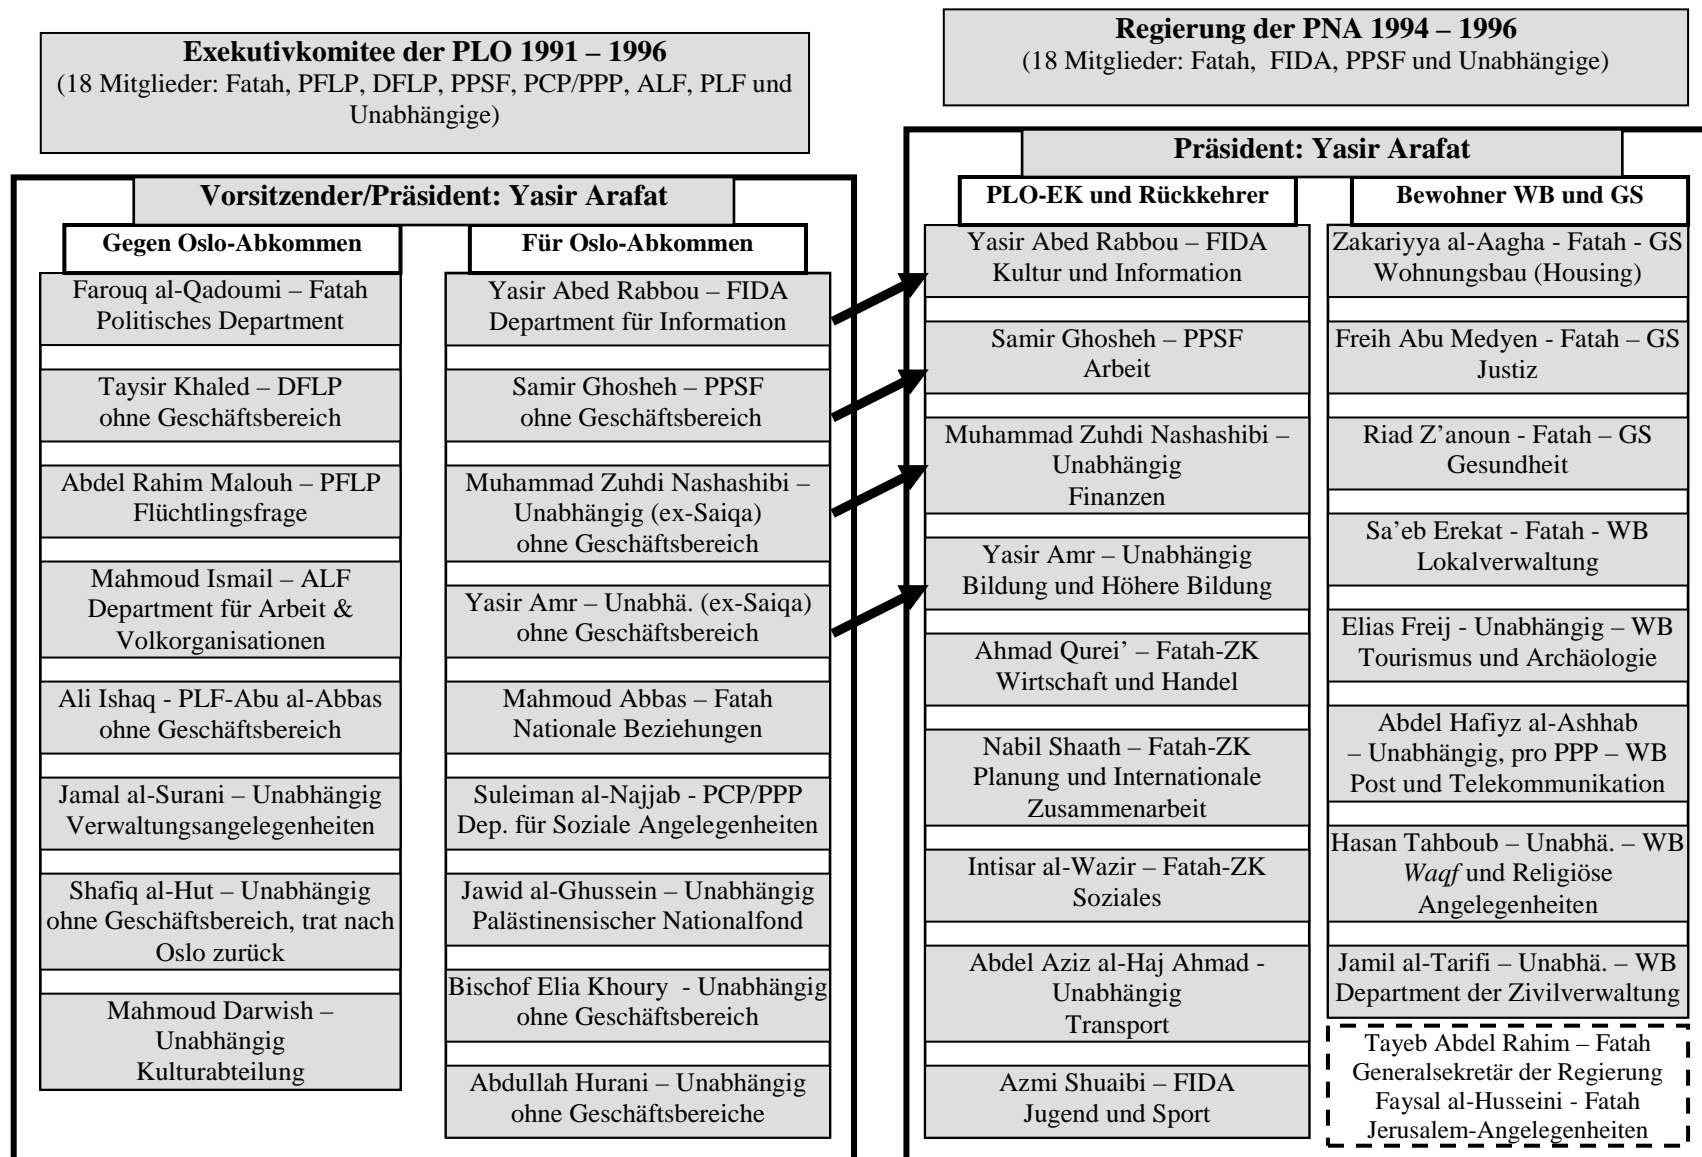 Exekutivkomitee der PLO 1991 – 1996
(18 Mitglieder: Fatah, PFLP, DFLP, PPSF, PCP/PPP, ALF, PLF und
Unabhängige)
Vorsitzender/Präsident: Yasir Arafat
Gegen Oslo-Abkommen
Farouq al-Qadoumi – Fatah
Politisches Department
Taysir Khaled – DFLP
ohne Geschäftsbereich
Abdel Rahim Malouh – PFLP
Flüchtlingsfrage
Mahmoud Ismail – ALF
Department für Arbeit &
Volkorganisationen
Ali Ishaq - PLF-Abu al-Abbas
ohne Geschäftsbereich
Jamal al-Surani – Unabhängig
Verwaltungsangelegenheiten
Shafiq al-Hut – Unabhängig
ohne Geschäftsbereich, trat nach
Oslo zurück
Mahmoud Darwish –
Unabhängig
Kulturabteilung
Für Oslo-Abkommen
Yasir Abed Rabbou – FIDA
Department für Information
Samir Ghosheh – PPSF
ohne Geschäftsbereich
Muhammad Zuhdi Nashashibi –
Unabhängig (ex-Saiqa)
ohne Geschäftsbereich
Yasir Amr – Unabhä. (ex-Saiqa)
ohne Geschäftsbereich
Mahmoud Abbas – Fatah
Nationale Beziehungen
Suleiman al-Najjab - PCP/PPP
Dep. für Soziale Angelegenheiten
Jawid al-Ghussein – Unabhängig
Palästinensischer Nationalfond
Bischof Elia Khoury - Unabhängig
ohne Geschäftsbereich
Abdullah Hurani – Unabhängig
ohne Geschäftsbereiche
Regierung der PNA 1994 – 1996
(18 Mitglieder: Fatah, FIDA, PPSF und Unabhängige)
Präsident: Yasir Arafat
PLO-EK und Rückkehrer
Yasir Abed Rabbou – FIDA
Kultur und Information
Samir Ghosheh – PPSF
Arbeit
Muhammad Zuhdi Nashashibi –
Unabhängig
Finanzen
Yasir Amr – Unabhängig
Bildung und Höhere Bildung
Ahmad Qurei’ – Fatah-ZK
Wirtschaft und Handel
Nabil Shaath – Fatah-ZK
Planung und Internationale
Zusammenarbeit
Intisar al-Wazir – Fatah-ZK
Soziales
Abdel Aziz al-Haj Ahmad -
Unabhängig
Transport
Azmi Shuaibi – FIDA
Jugend und Sport
Bewohner WB und GS
Zakariyya al-Aagha - Fatah - GS
Wohnungsbau (Housing)
Freih Abu Medyen - Fatah – GS
Justiz
Riad Z’anoun - Fatah – GS
Gesundheit
Sa’eb Erekat - Fatah - WB
Lokalverwaltung
Elias Freij - Unabhängig – WB
Tourismus und Archäologie
Abdel Hafiyz al-Ashhab
– Unabhängig, pro PPP – WB
Post und Telekommunikation
Hasan Tahboub – Unabhä. – WB
Waqf und Religiöse
Angelegenheiten
Jamil al-Tarifi – Unabhä. – WB
Department der Zivilverwaltung
Tayeb Abdel Rahim – Fatah
Generalsekretär der Regierung
Faysal al-Husseini - Fatah
Jerusalem-Angelegenheiten